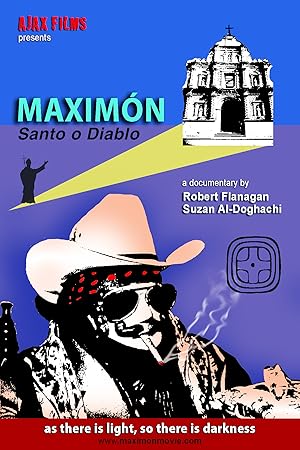 AJAX FILMS
presents
MAXIMÓN
Santo o Diablo
a documentary by
Robert Flanagan
Suzan Al-Doghachi
as there is light, so there is darkness
www.maximonmovie.com